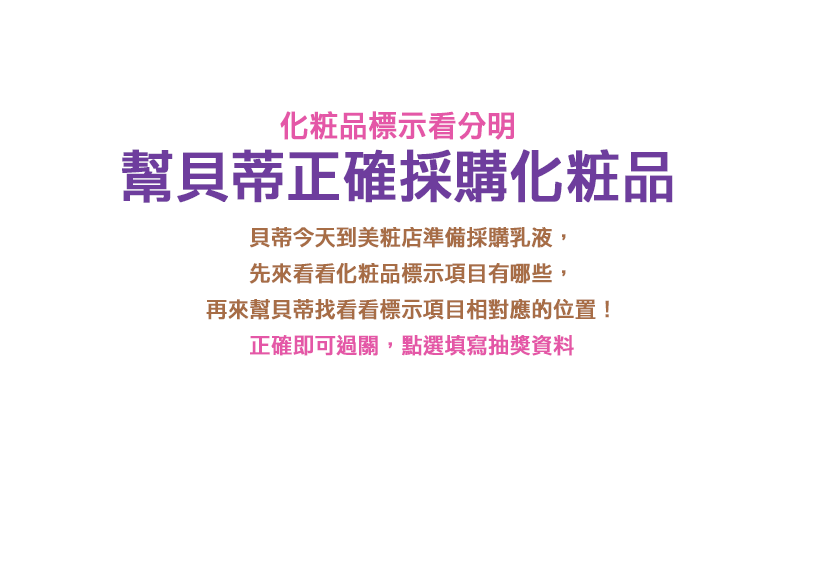 化粧品標示看分明
幫貝蒂正確採購化粧品
貝蒂今天到美粧店準備採購乳液，
先來看看化粧品標示項目有哪些，
再來幫貝蒂找看看標示項目相對應的位置！
正確即可過關，點選填寫抽獎資料